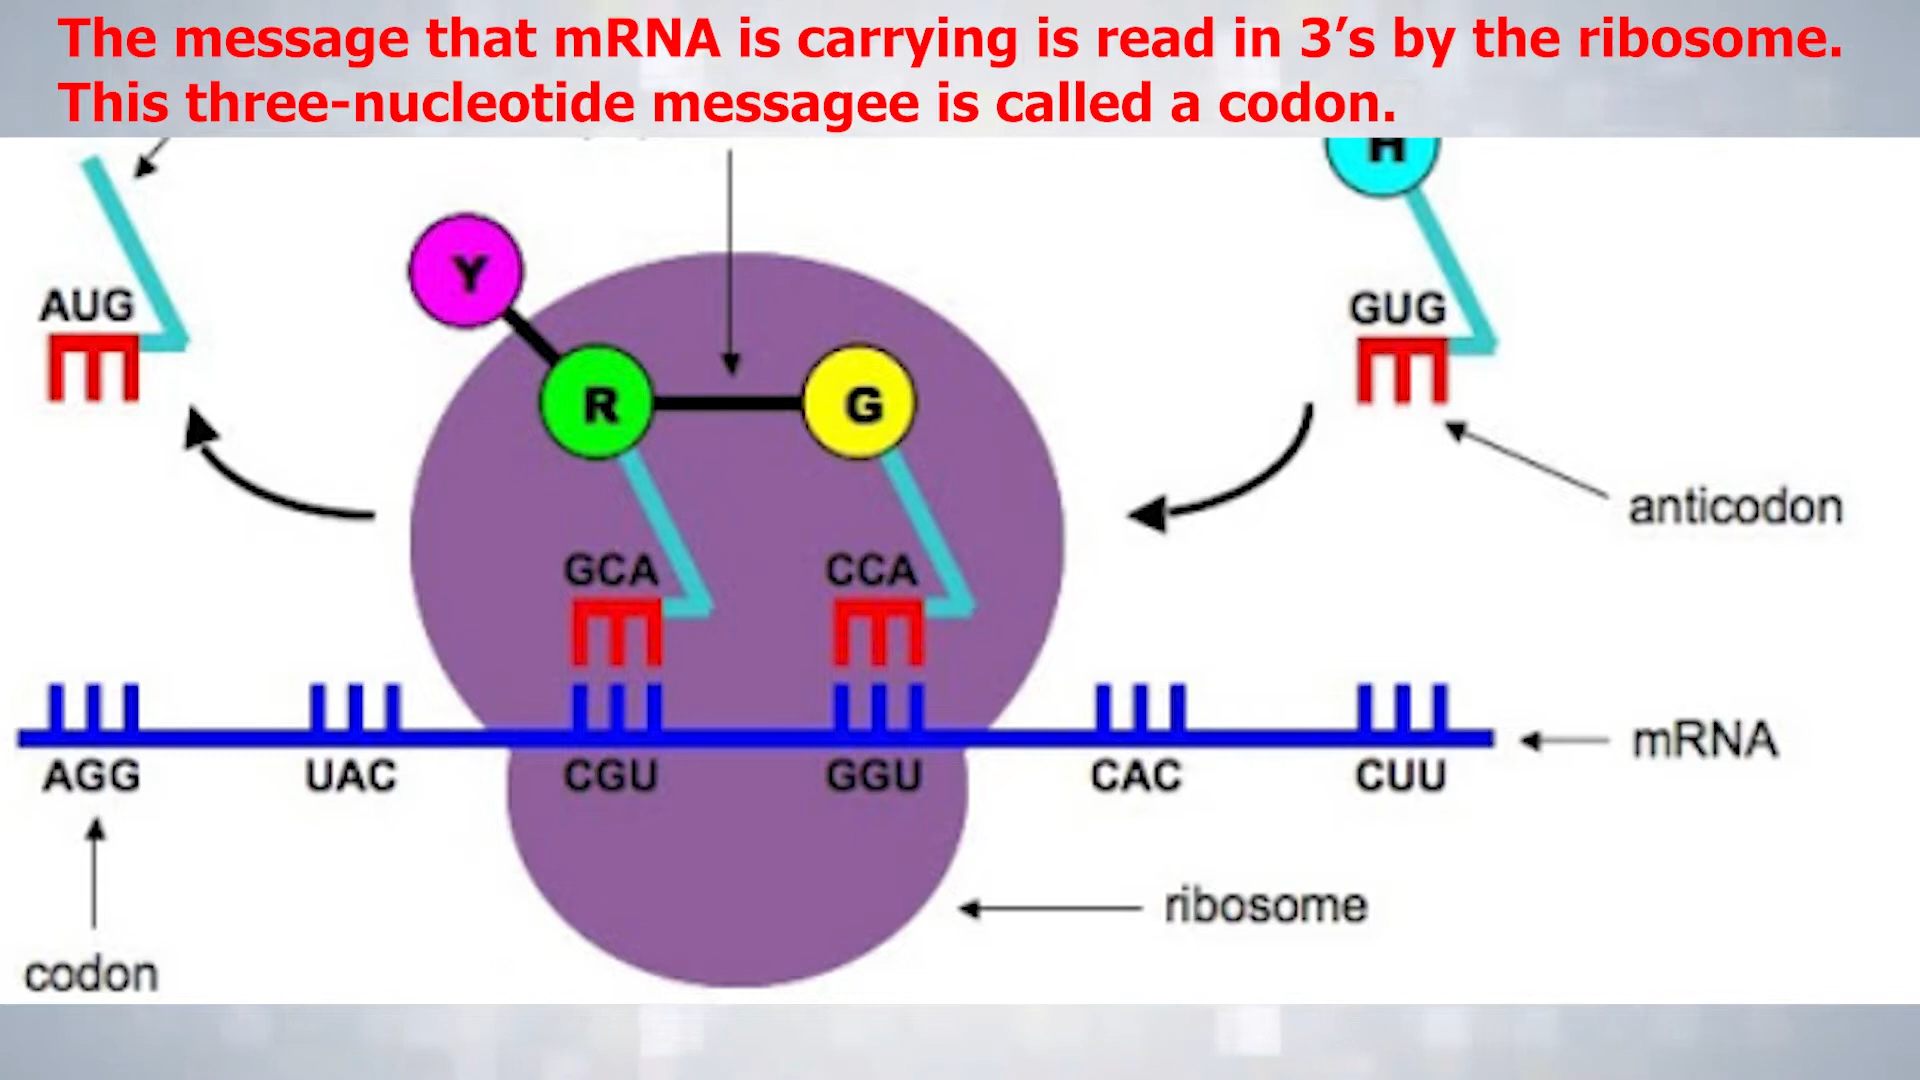 The message that mRNA is carrying is read in 3’s by the ribosome.
This three-nucleotide messagee is called a codon.
H
Y
AUG
GUG
R
G
anticodon
GCA
CCA
mRNA
AGG
UAC
CGU
GGU
CAC
CUU
ribosome
codon